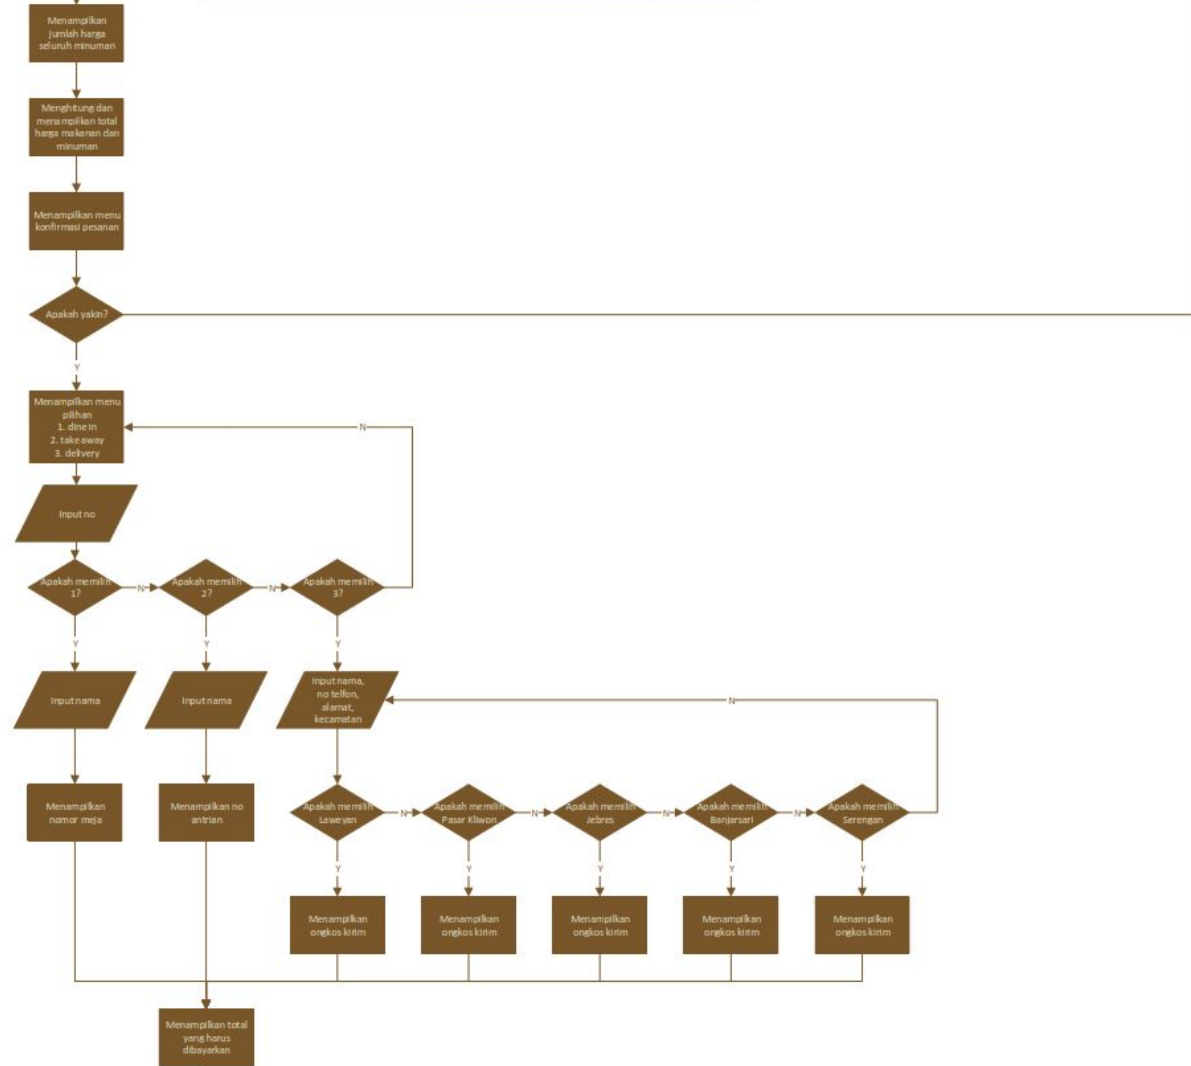 Menampilkan
jumlah harga
seluruh minuman
Menghitung dan
menampilkan total
harga makanan dan
minuman
Menampilkan menu
konfirmasi pesanan
Apakah yakin?
Y
Menampilkan menu
pilihan
1. dine in
2. take away
3. delivery
N
Input no
Apakah memilih
1?
N
Apakah memilih
2?
N
Apakah memilih
3?
Y
Y
Y
Input nama
Input nama
Input nama,
no telfon,
alamat,
kecamatan
N
Menampilkan
nomor meja
Menampilkan no
antrian
Apakah memilih
Laweyan
N
Apakah memilih
Pasar Kliwon
N
Apakah memilih
Jebres
N
Apakah memilih
Banjarsari
N
Apakah memilih
Serengan
Y
Y
Y
Y
Y
Menampilkan
ongkos kirim
Menampilkan
ongkos kirim
Menampilkan
ongkos kirim
Menampilkan
ongkos kirim
Menampilkan
ongkos kirim
Menampilkan total
yang harus
dibayarkan